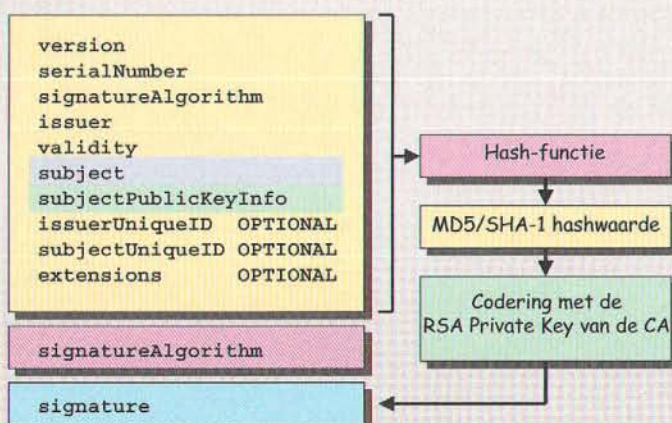 version
serialNumber
signatureAlgorithm
issuer
validity
subject
subjectPublicKeyInfo
issuerUniqueID OPTIONAL
subjectUniqueID OPTIONAL
extensions OPTIONAL
signatureAlgorithm
signature
Hash-functie
MD5/SHA-1 hashwaarde
Codering met de
RSA Private Key van de CA